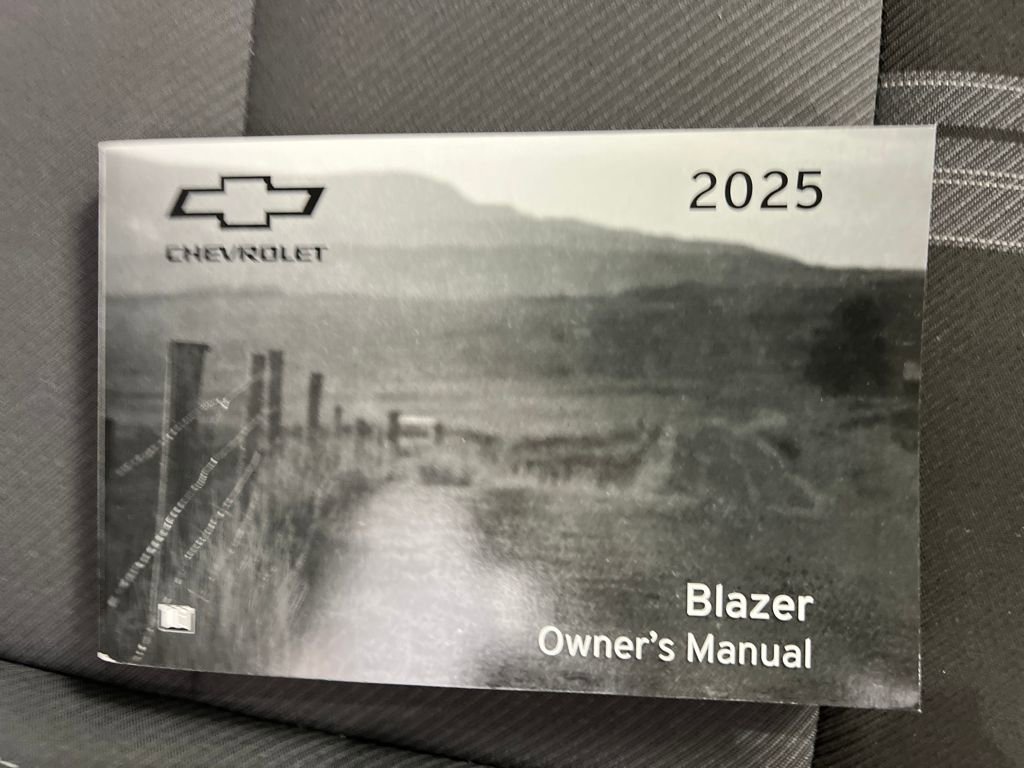 CHEVROLET
2025
Blazer
Owner's Manual